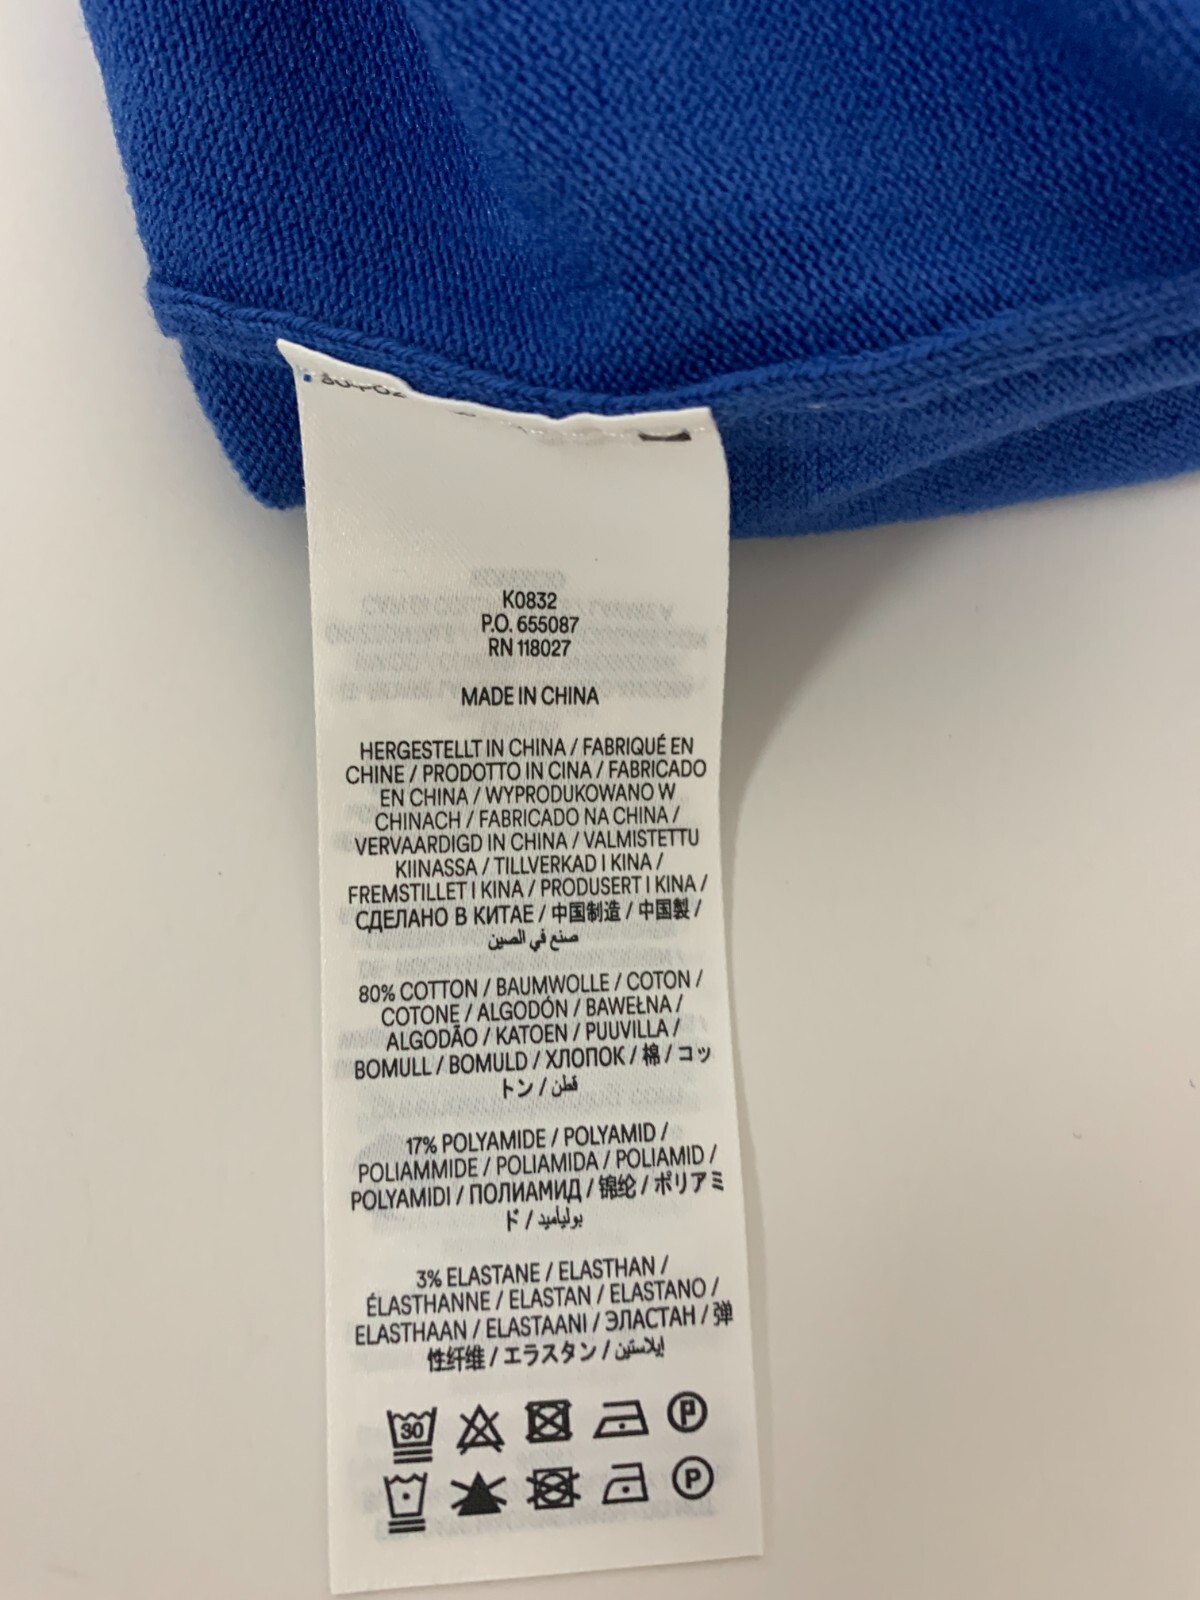 K0832
P.O. 655087
RN 118027
MADE IN CHINA
HERGESTELLT IN CHINA / FABRIQUÉ EN
CHINE / PRODOTTO IN CINA / FABRICADO
EN CHINA / WYPRODUKOWANO W
CHINACH / FABRICADO NA CHINA /
VERVAARDIGD IN CHINA / VALMISTETTU
KIINASSA / TILLVERKAD I KINA /
FREMSTILLET I KINA / PRODUSERT I KINA /
СДЕЛАНО В КИТАЕ / 中国制造 / 中国製 /
صنع في الصين
80% COTTON / BAUMWOLLE / COTON /
COTONE / ALGODÓN / BAWEŁNA /
ALGODÃO / KATOEN / PUUVILLA /
BOMULL / BOMULD / ХЛОПОК / 棉 / コッ
トン / قطن
17% POLYAMIDE / POLYAMID /
POLIAMMIDE / POLIAMIDA / POLIAMID /
POLYAMIDI / ПОЛИАМИД / 锦纶 / ポリアミ
ド / بولياميد
3% ELASTANE / ELASTHAN /
ÉLASTHANNE / ELASTAN / ELASTANO /
ELASTHAAN / ELASTAANI / ЭЛАСТАН / 弹
性纤维 / エラスタン / إيلاستين
30 P
P